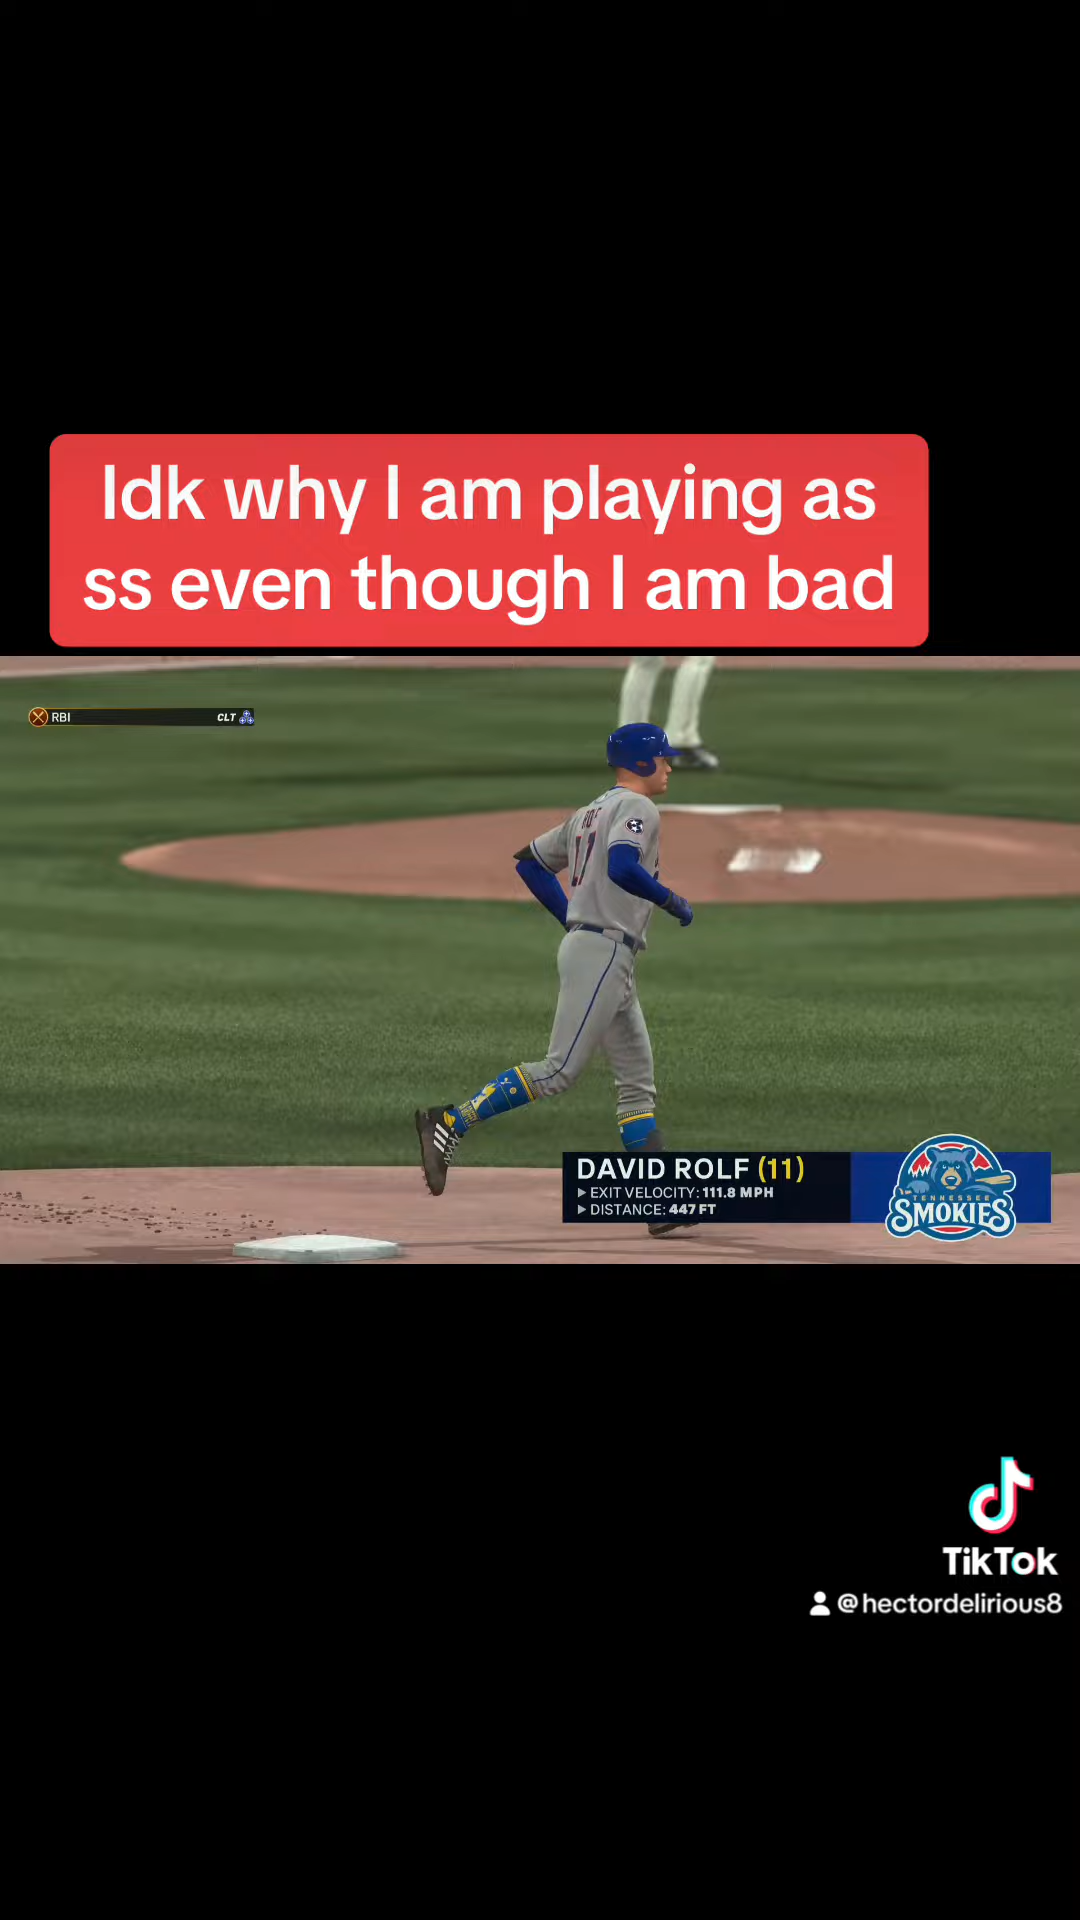 Idk why I am playing as
ss even though I am bad
RBI
CLT
17
DAVID ROLF (11)
EXIT VELOCITY: 111.8 MPH
DISTANCE: 447 FT
TENNESSEE
SMOKIES
TikTok
@hectordelirious8